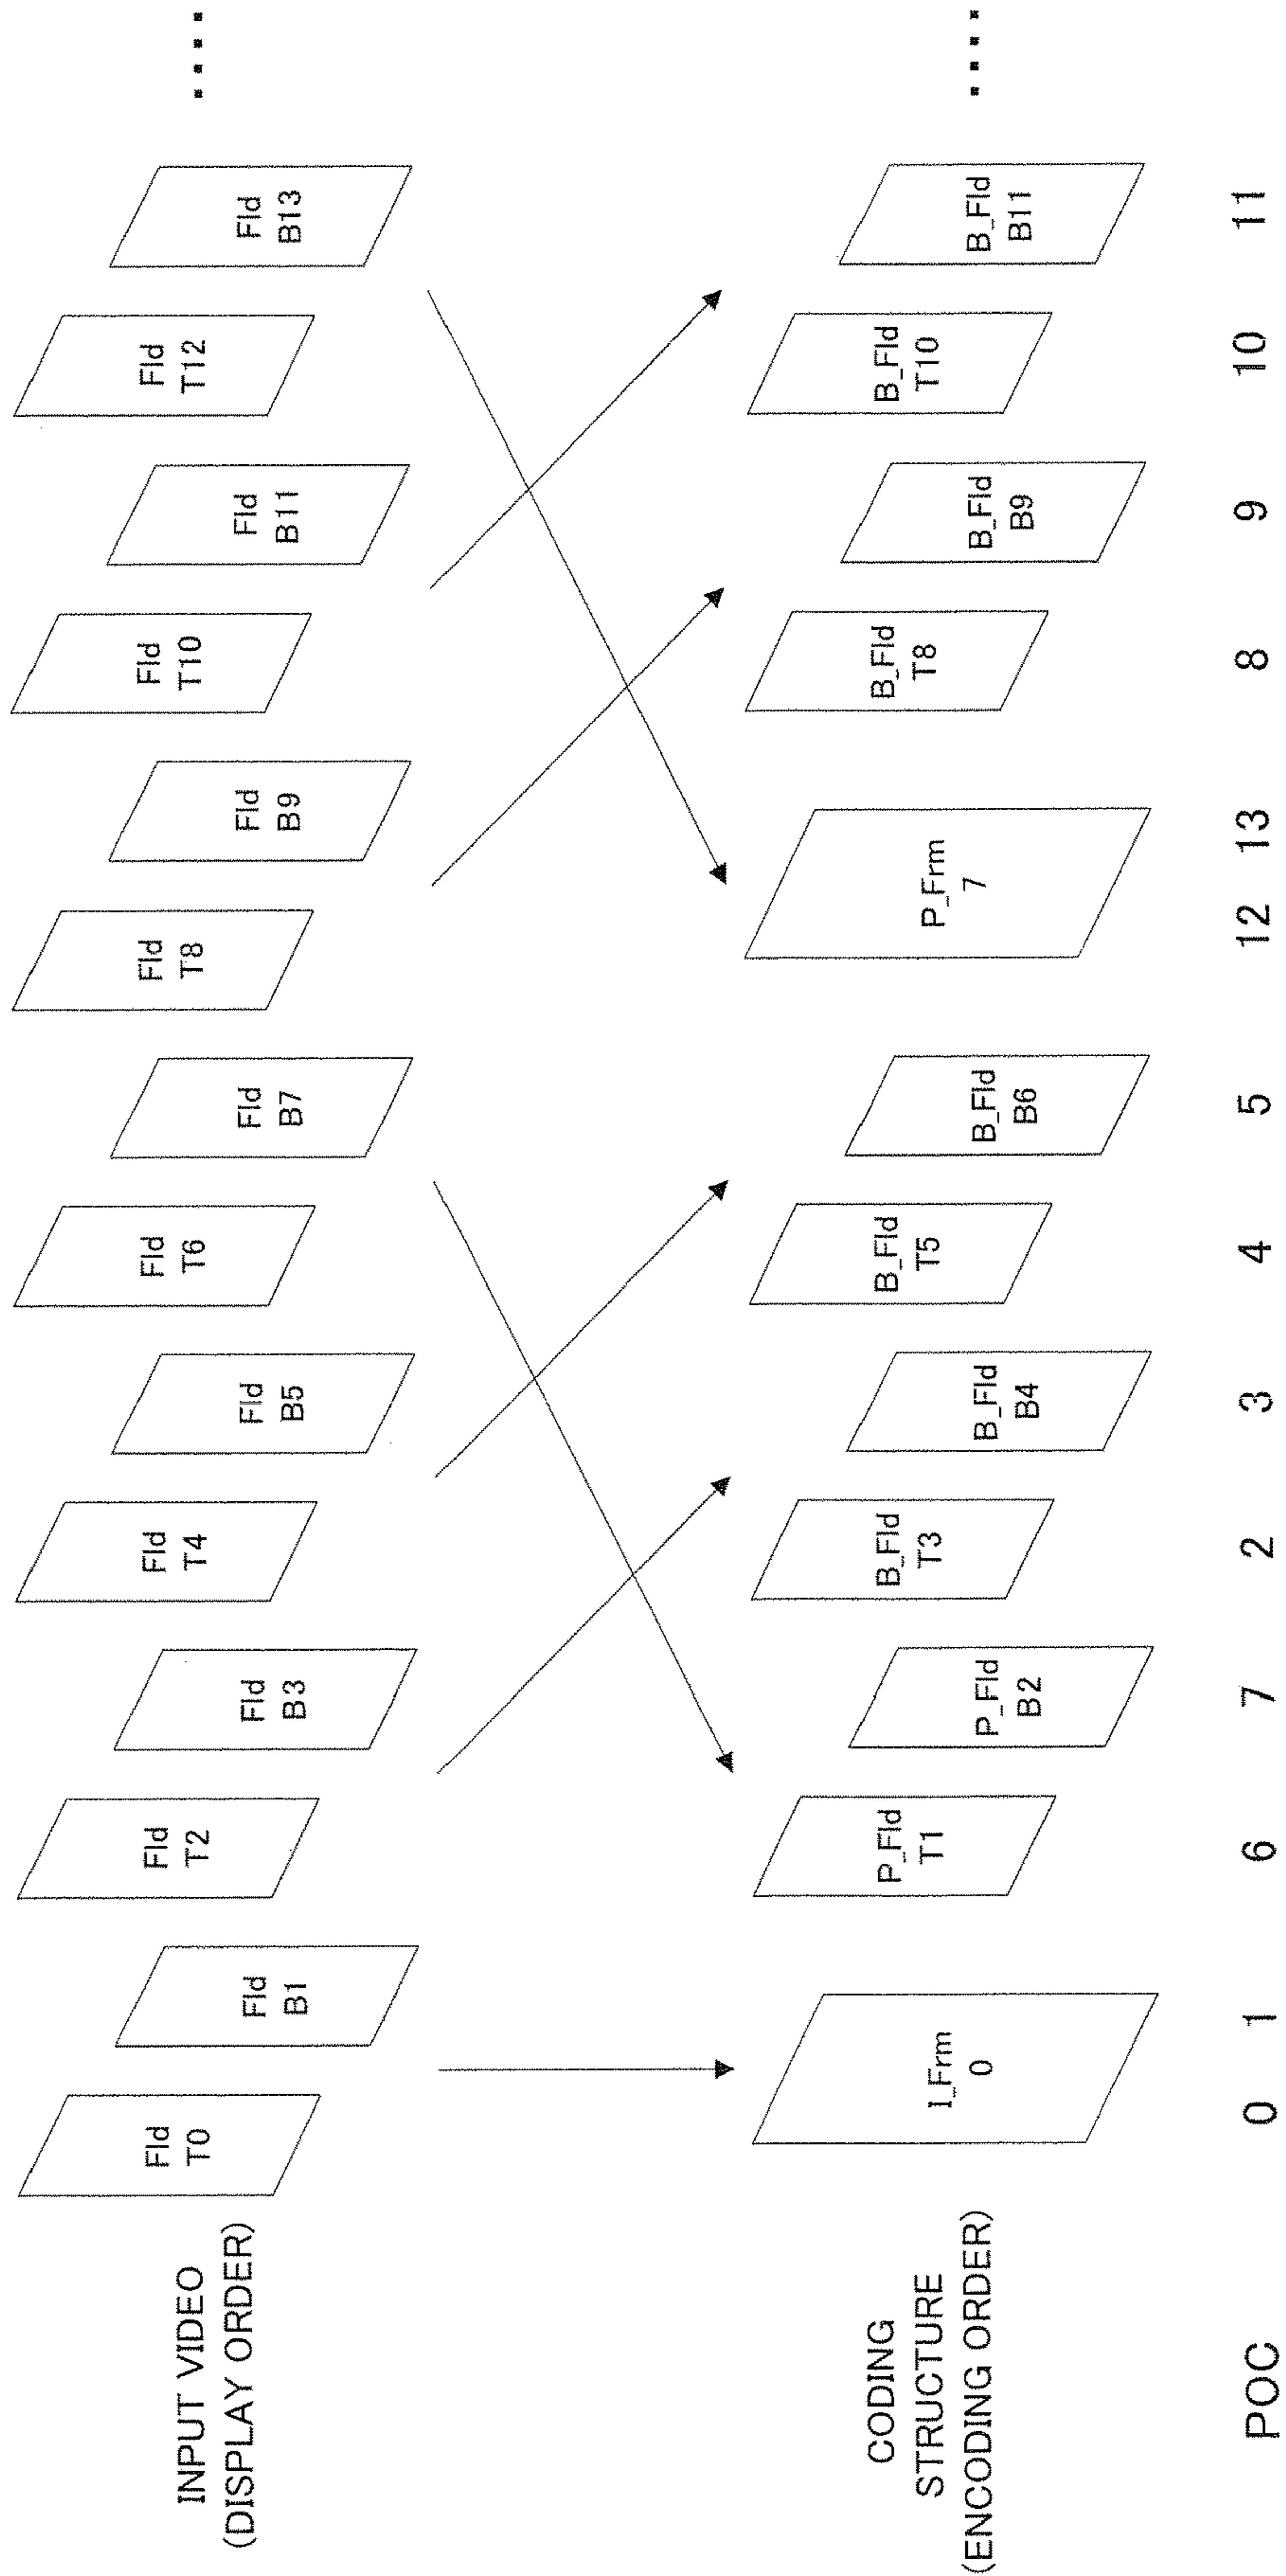 INPUT VIDEO
(DISPLAY ORDER)
Fld
T0
Fld
B1
Fld
T2
Fld
B3
Fld
T4
Fld
B5
Fld
T6
Fld
B7
Fld
T8
Fld
B9
Fld
T10
Fld
B11
Fld
T12
Fld
B13
CODING
STRUCTURE
(ENCODING ORDER)
I_Frm
0
P_Fld
T1
P_Fld
B2
B_Fld
T3
B_Fld
B4
B_Fld
T5
B_Fld
B6
P_Frm
7
B_Fld
T8
B_Fld
B9
B_Fld
T10
B_Fld
B11
POC 0 1 6 7 2 3 4 5 12 13 8 9 10 11